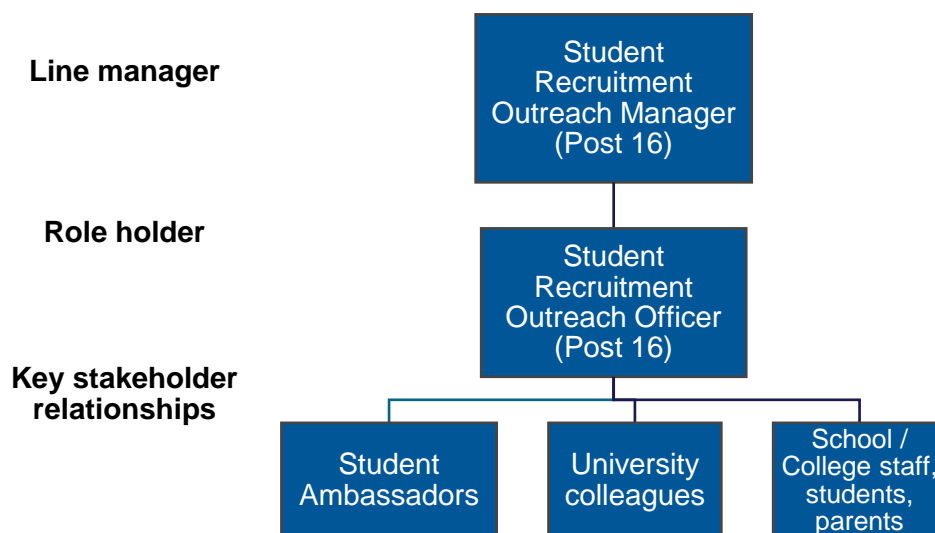 Line manager
Student
Recruitment
Outreach Manager
(Post 16)
Role holder
Student
Recruitment
Outreach Officer
(Post 16)
Key stakeholder
relationships
Student
Ambassadors
University
colleagues
School /
College staff,
students,
parents